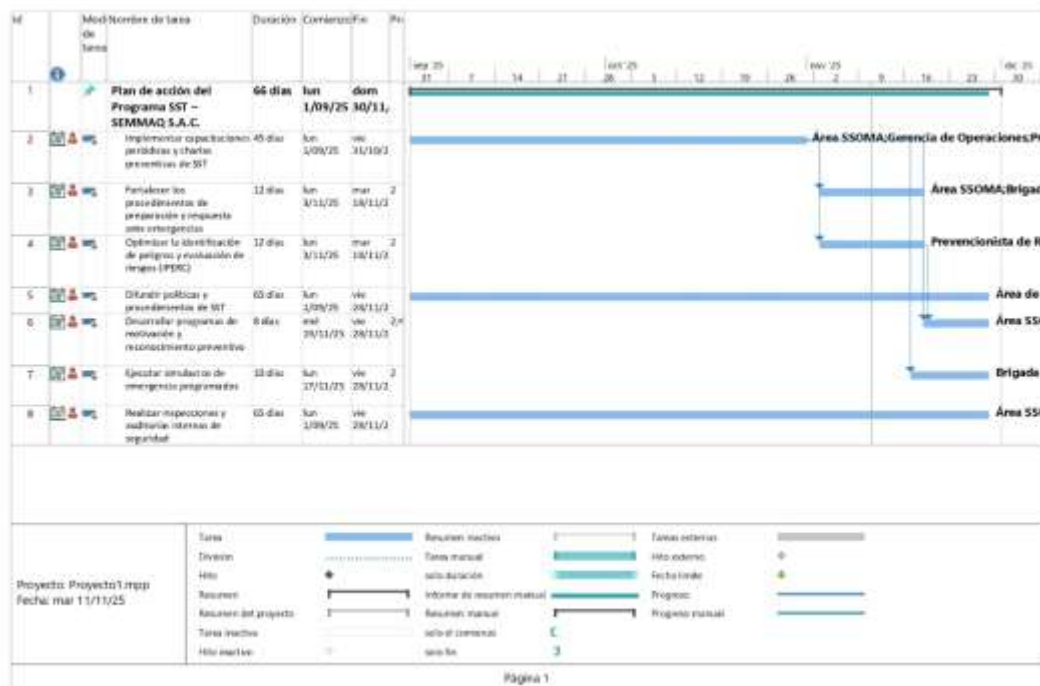 Id
Modo Nombre de tarea Duración Comienzo Fin
de
tarea
sep '25 oct '25 nov '25 dic '25
31 7 14 21 28 5 12 19 26 2 9 16 23 30
1 Plan de acción del 66 días lun dom
Programa SST – 1/09/25 30/11/
SEMMAQ S.A.C.
2 Implementar capacitaciones 45 días lun vie
periódicas y charlas 1/09/25 31/10/2
preventivas de SST
Área SSOMA;Gerencia de Operaciones;Pr
3 Fortalecer los 12 días lun mar 2
procedimientos de 3/11/25 18/11/2
preparación y respuesta
ante emergencias
Área SSOMA;Brigad
4 Optimizar la identificación 12 días lun mar 2
de peligros y evaluación de 3/11/25 18/11/2
riesgos (IPERC)
Prevencionista de R
5 Difundir políticas y 65 días lun vie
procedimientos de SST 1/09/25 28/11/2
Área de
6 Desarrollar programas de 8 días mié vie
motivación y 19/11/25 28/11/2
reconocimiento preventivo
Área SS
7 Ejecutar simulacros de 10 días lun vie 2
emergencia programados 17/11/25 28/11/2
Brigada
8 Realizar inspecciones y 65 días lun vie
auditorías internas de 1/09/25 28/11/2
seguridad
Área SS
Proyecto: Proyecto1.mpp
Fecha: mar 11/11/25
Tarea Resumen inactivo Tareas externas
División Tarea manual Hito externo
Hito solo duración Fecha límite
Resumen Informe de resumen manual Progreso
Resumen del proyecto Resumen manual Progreso manual
Tarea inactiva solo el comienzo
Hito inactivo solo fin
Página 1